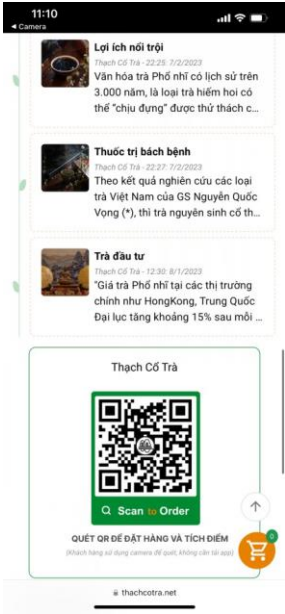 11:10
◄ Camera
Lợi ích nổi trội
Thạch Cổ Trà - 22:25: 7/2/2023
Văn hóa trà Phổ nhĩ có lịch sử trên
3.000 năm, là loại trà hiếm hoi có
thể “chịu đựng” được thử thách c...
Thuốc trị bách bệnh
Thạch Cổ Trà - 22:27: 7/2/2023
Theo kết quả nghiên cứu các loại
trà Việt Nam của GS Nguyễn Quốc
Vọng (*), thì trà nguyên sinh cổ th...
Trà đầu tư
Thạch Cổ Trà - 12:30: 8/1/2023
"Giá trà Phổ nhĩ tại các thị trường
chính như HongKong, Trung Quốc
Đại lục tăng khoảng 15% sau mỗi ...
Thạch Cổ Trà
Scan to Order
QUÉT QR ĐỂ ĐẶT HÀNG VÀ TÍCH ĐIỂM
(Khách hàng sử dụng camera để quét, không cần tải app)
0
thachcotra.net